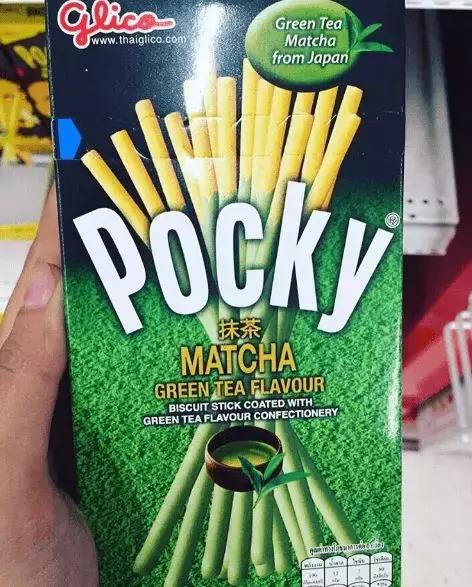 Glico
www.thaiglico.com
Green Tea
Matcha
from Japan
Pocky
®
抹茶
MATCHA
GREEN TEA FLAVOUR
BISCUIT STICK COATED WITH
GREEN TEA FLAVOUR CONFECTIONERY